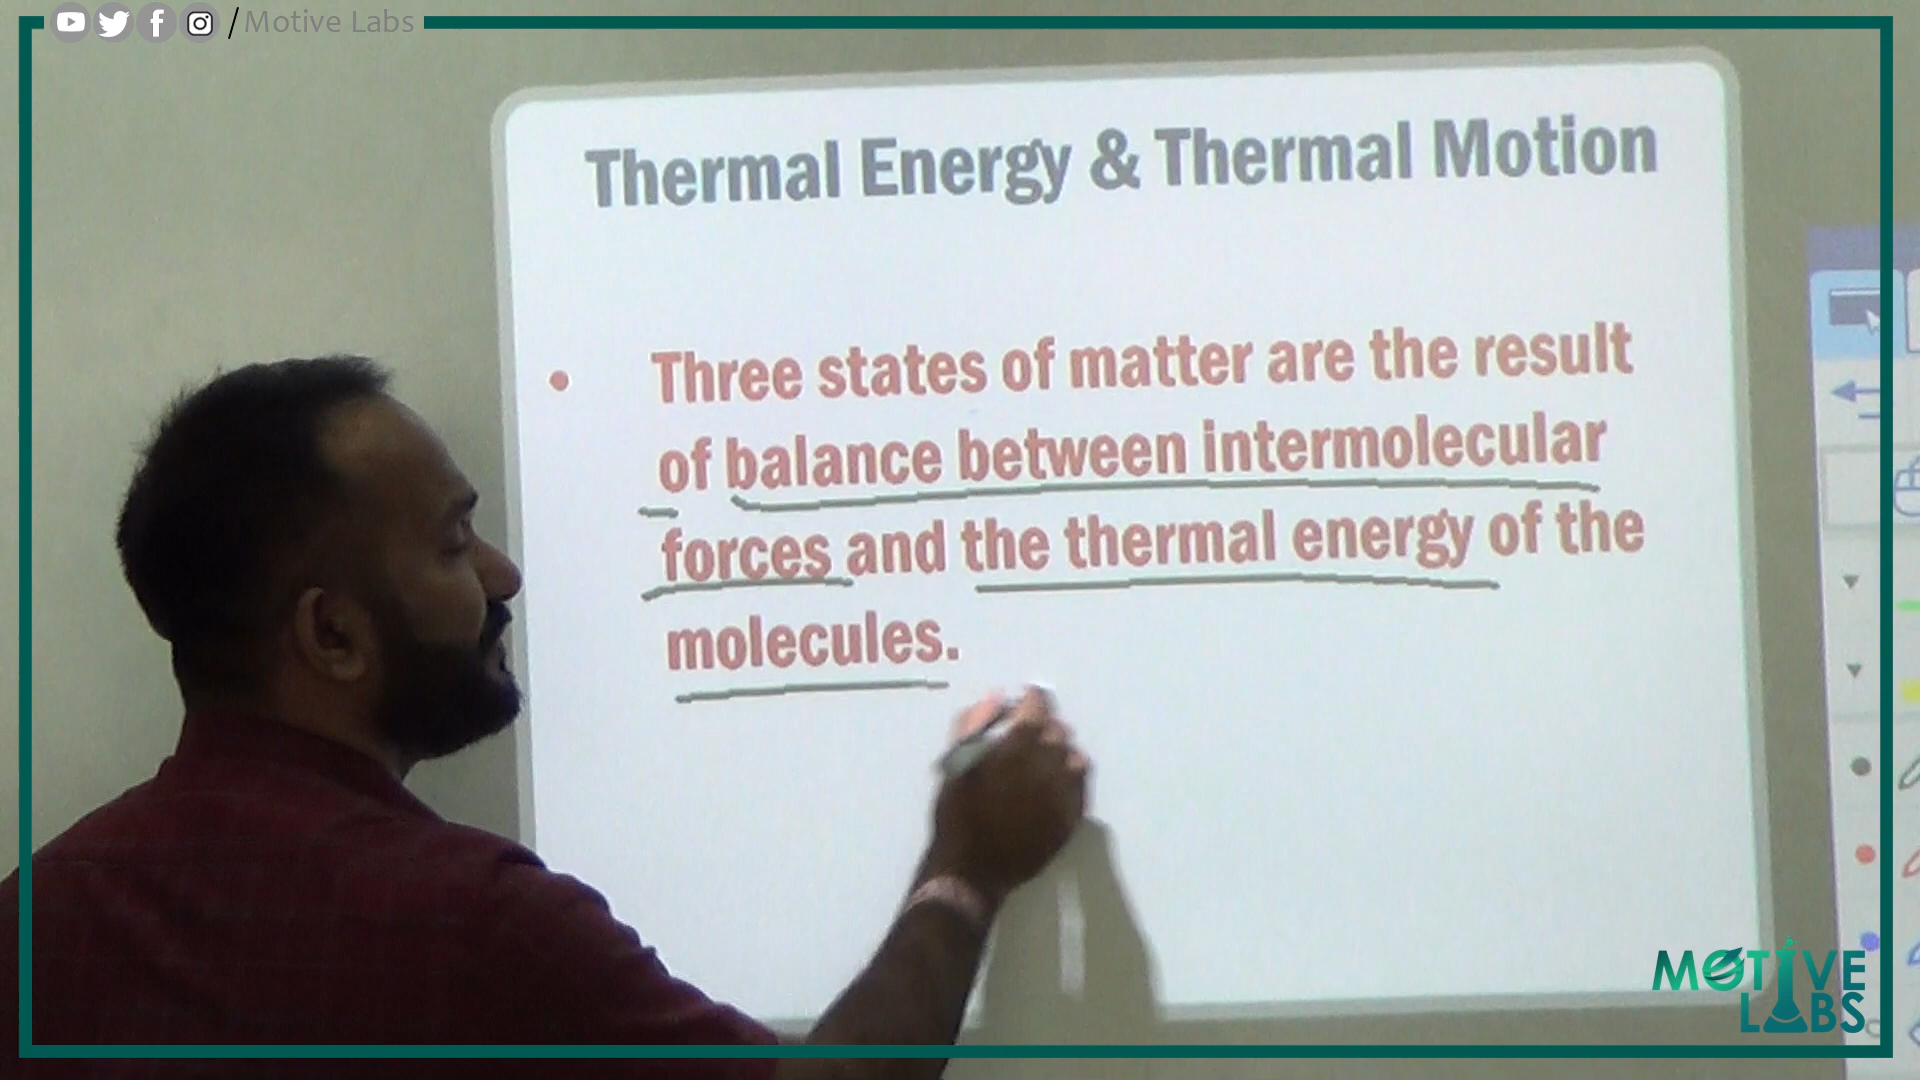 /Motive Labs
Thermal Energy & Thermal Motion
• Three states of matter are the result
of balance between intermolecular
forces and the thermal energy of the
molecules.
MOTIVE
LABS